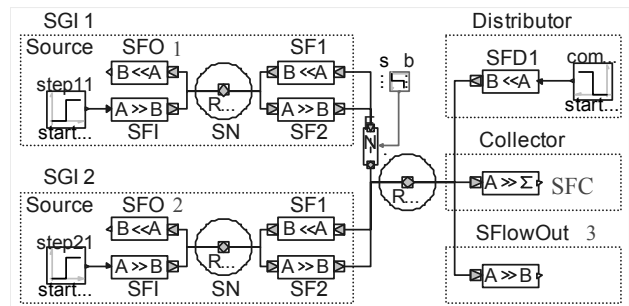 SGI 1
Source SFO 1 SF1
step11 B<<A B<<A
start... A>>B R... A>>B
SFI SN SF2
s b
N
R...
SGI 2
Source SFO 2 SF1
step21 B<<A B<<A
start... A>>B R... A>>B
SFI SN SF2
Distributor
SFD1 com...
B<<A start...
Collector
A>>Σ SFC
SFlowOut 3
A>>B